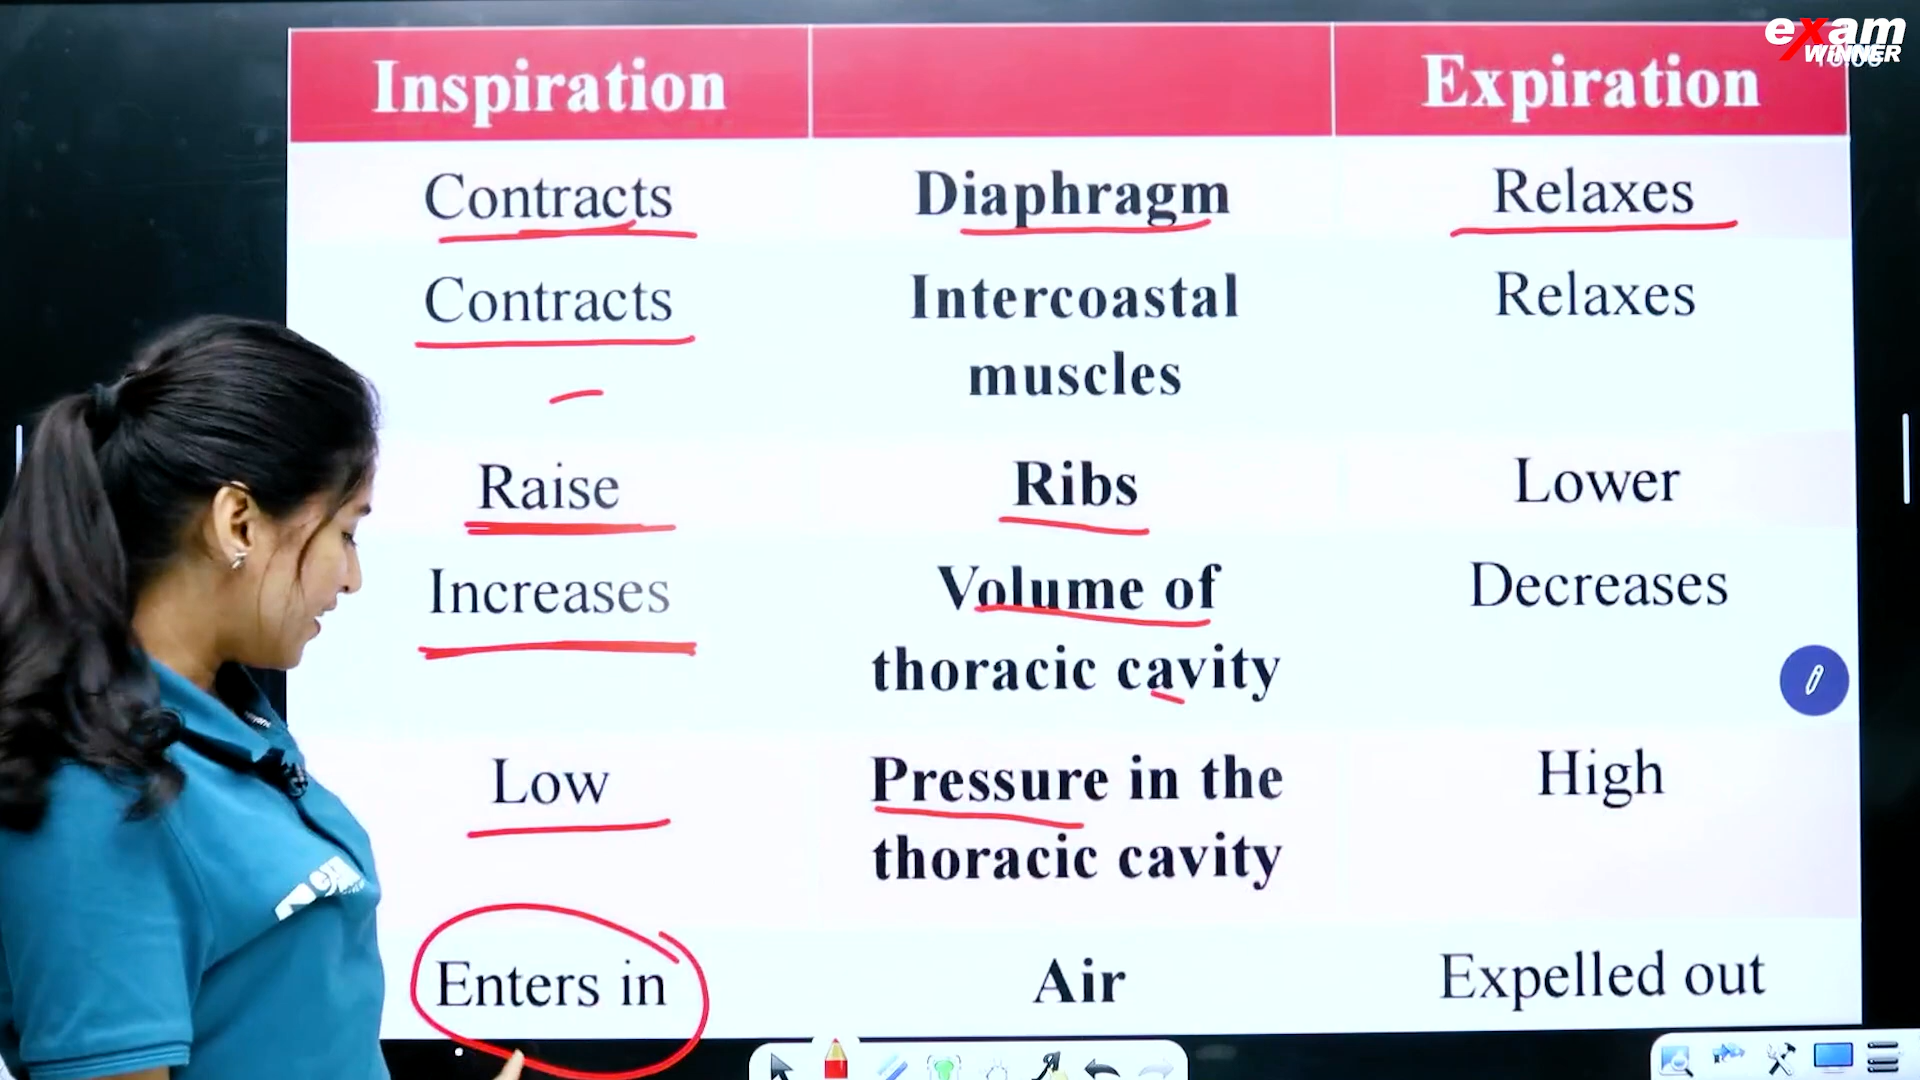 exam
WINNER
Inspiration Expiration
Contracts Diaphragm Relaxes
Contracts Intercoastal Relaxes
muscles
Raise Ribs Lower
Increases Volume of Decreases
thoracic cavity
Low Pressure in the High
thoracic cavity
Enters in Air Expelled out